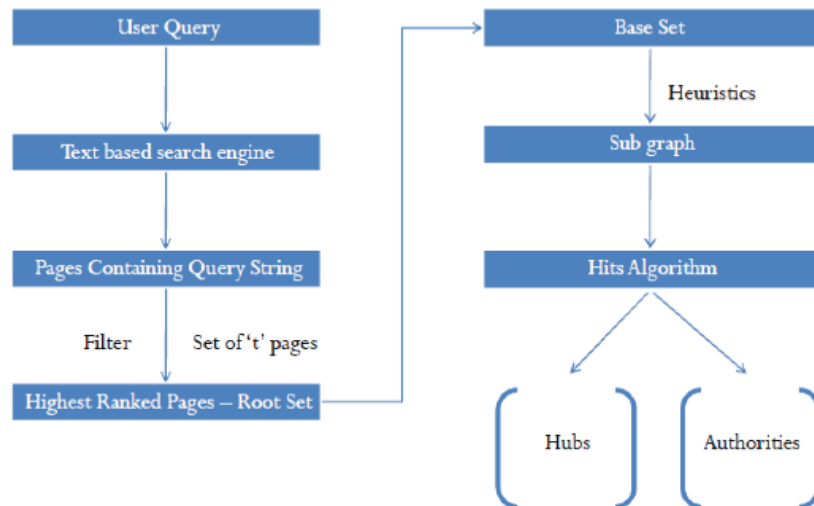 User Query
Text based search engine
Pages Containing Query String
Filter
Set of 't' pages
Highest Ranked Pages – Root Set
Base Set
Heuristics
Sub graph
Hits Algorithm
Hubs
Authorities